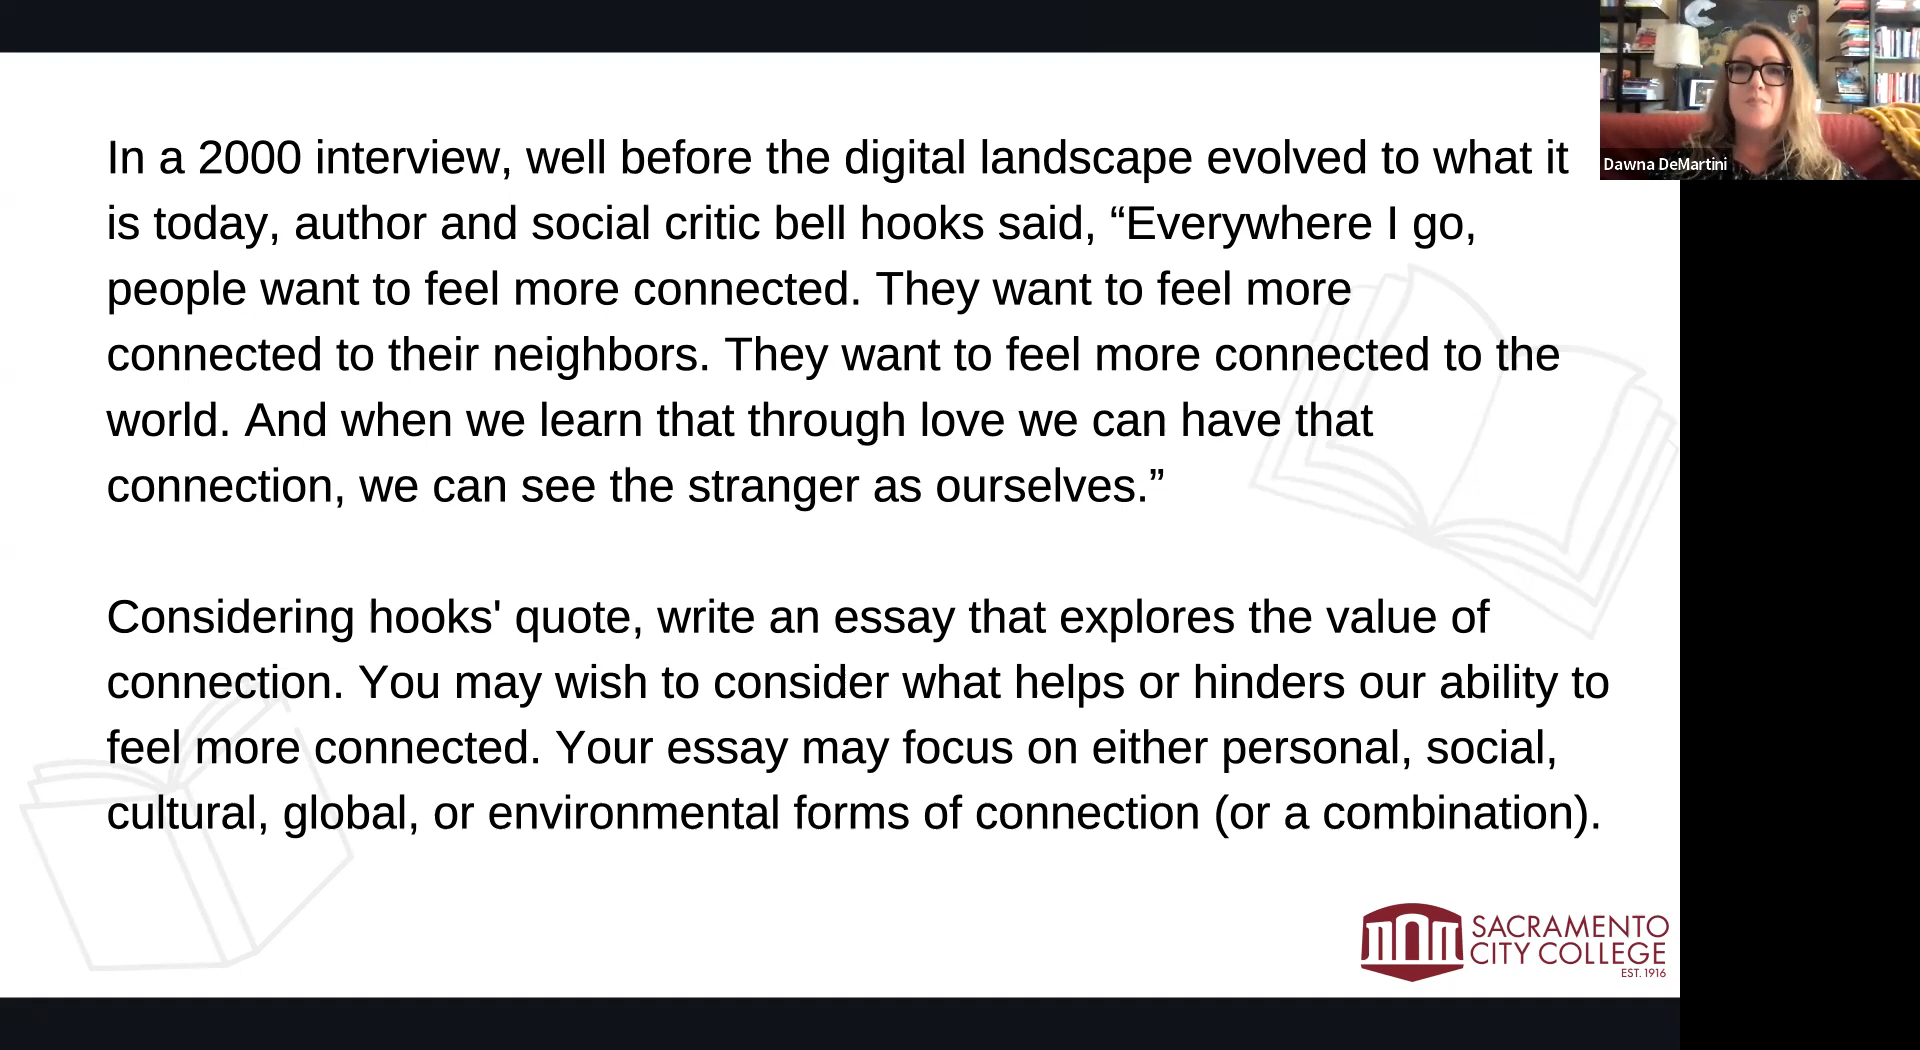 In a 2000 interview, well before the digital landscape evolved to what it
is today, author and social critic bell hooks said, “Everywhere I go,
people want to feel more connected. They want to feel more
connected to their neighbors. They want to feel more connected to the
world. And when we learn that through love we can have that
connection, we can see the stranger as ourselves.”
Considering hooks' quote, write an essay that explores the value of
connection. You may wish to consider what helps or hinders our ability to
feel more connected. Your essay may focus on either personal, social,
cultural, global, or environmental forms of connection (or a combination).
SACRAMENTO
CITY COLLEGE
EST. 1916
Dawna DeMartini